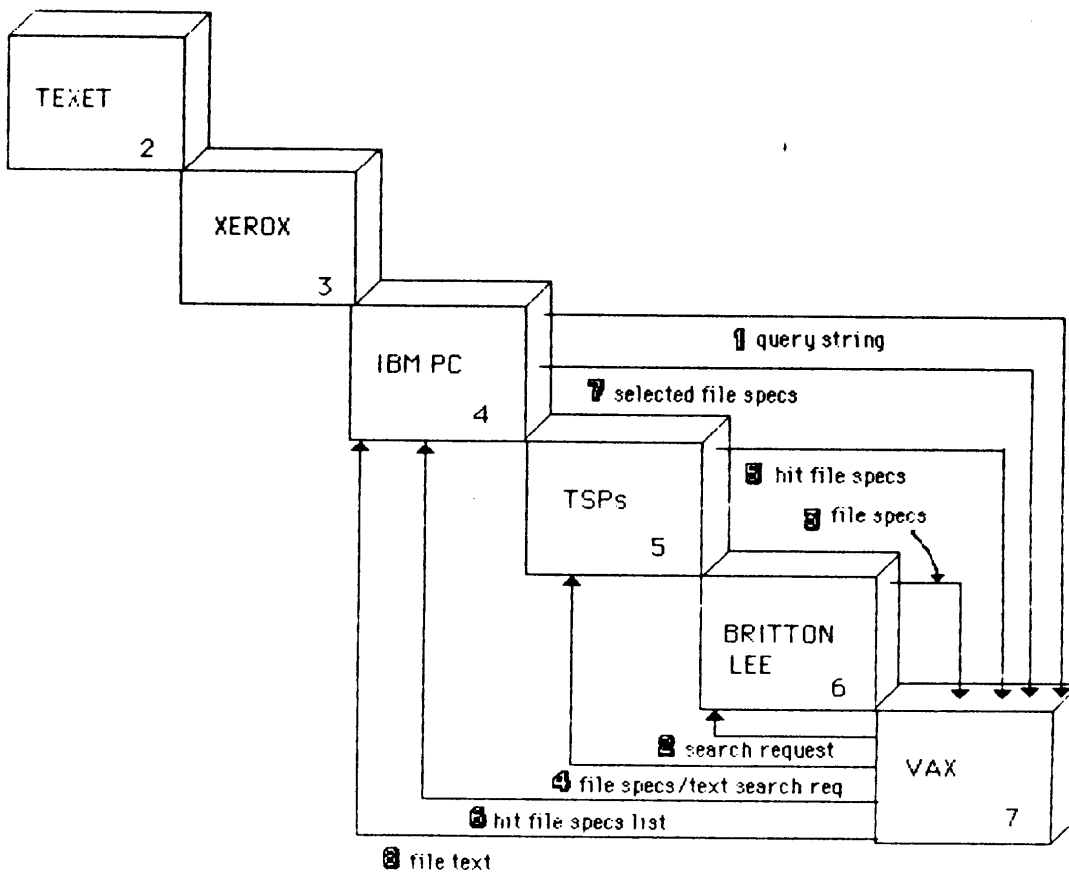 TEXET
2
XEROX
3
IBM PC
4
1 query string
7 selected file specs
TSPs
5
5 hit file specs
3 file specs
BRITTON
LEE
6
VAX
7
2 search request
4 file specs/text search req
6 hit file specs list
8 file text